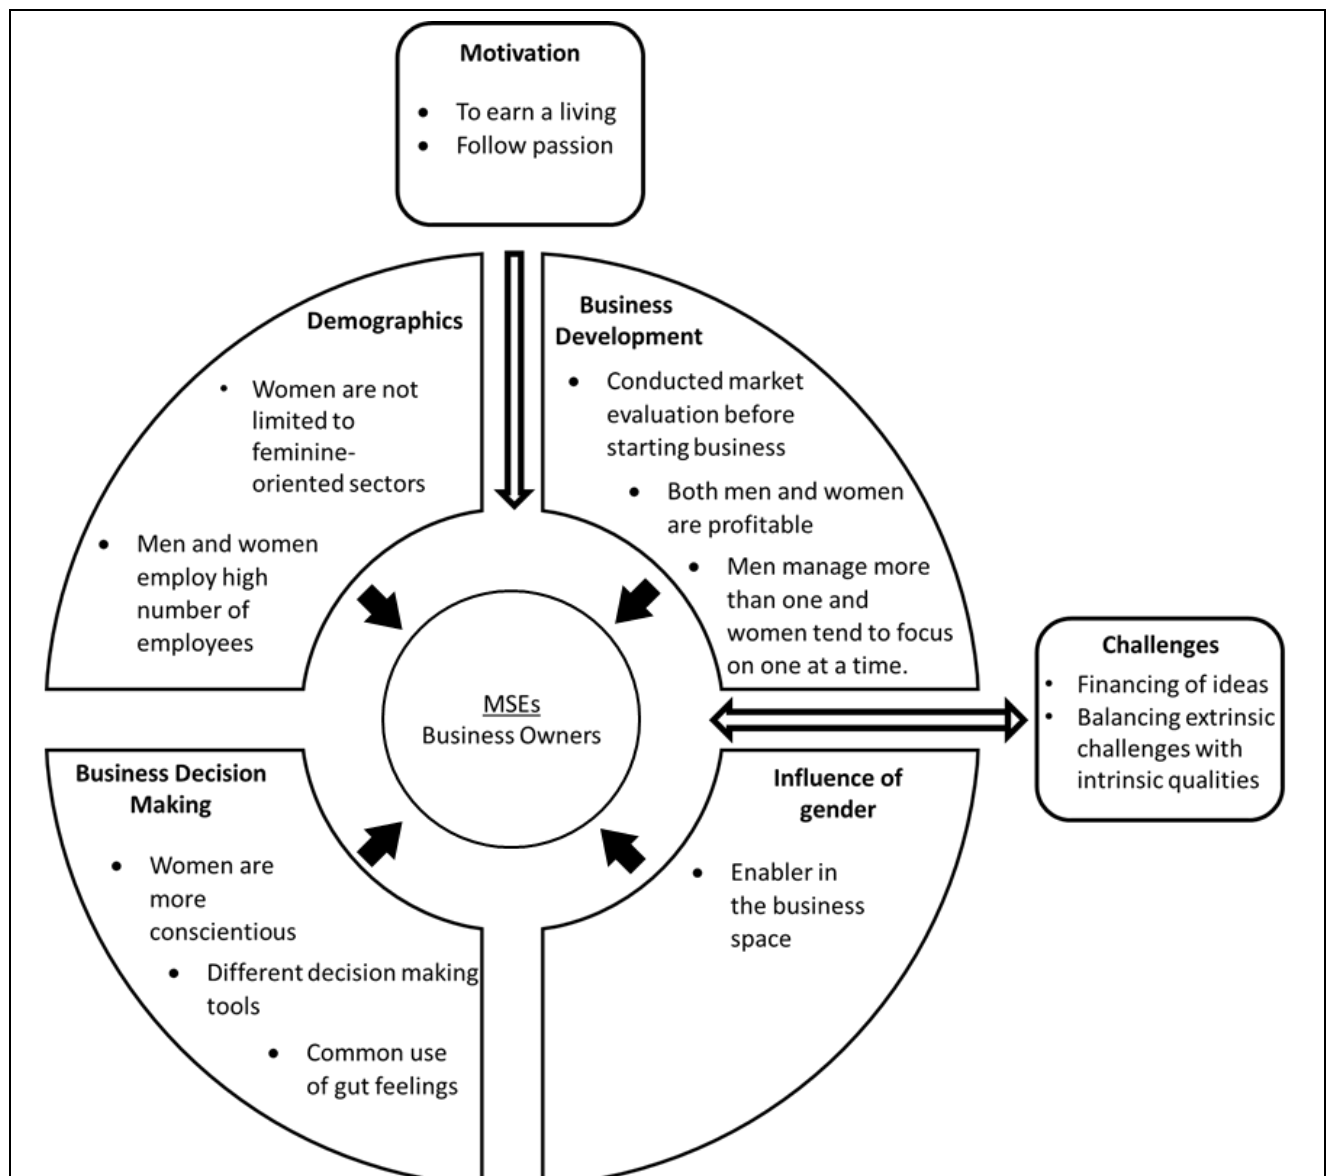 Motivation
• To earn a living
• Follow passion
Demographics
• Women are not
limited to
feminine-
oriented sectors
• Men and women
employ high
number of
employees
Business
Development
• Conducted market
evaluation before
starting business
• Both men and women
are profitable
• Men manage more
than one and
women tend to focus
on one at a time.
MSEs
Business Owners
Challenges
• Financing of ideas
• Balancing extrinsic
challenges with
intrinsic qualities
Business Decision
Making
• Women are
more
conscientious
• Different decision making
tools
• Common use
of gut feelings
Influence of
gender
• Enabler in
the business
space